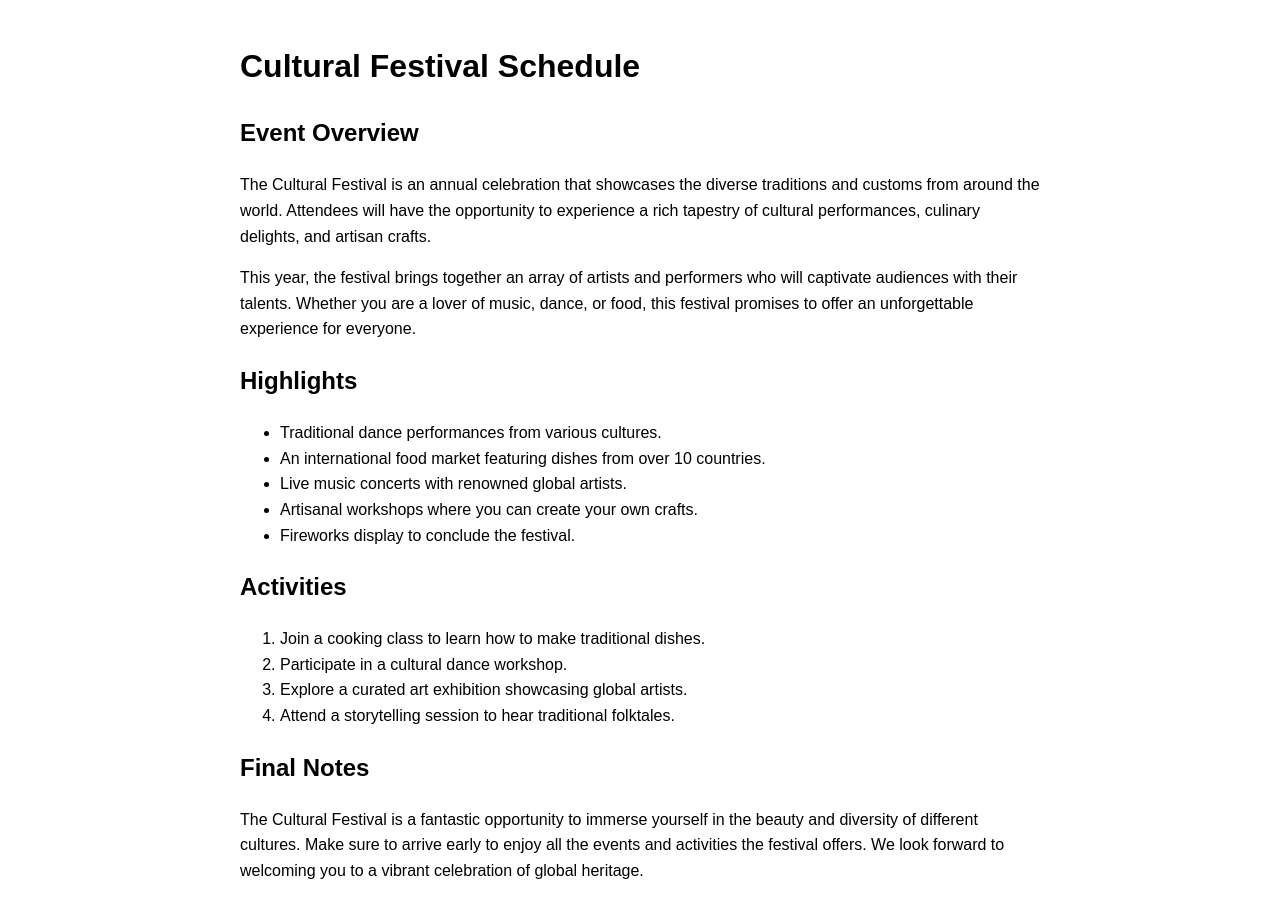 Cultural Festival Schedule
Event Overview
The Cultural Festival is an annual celebration that showcases the diverse traditions and customs from around the
world. Attendees will have the opportunity to experience a rich tapestry of cultural performances, culinary
delights, and artisan crafts.
This year, the festival brings together an array of artists and performers who will captivate audiences with their
talents. Whether you are a lover of music, dance, or food, this festival promises to offer an unforgettable
experience for everyone.
Highlights
• Traditional dance performances from various cultures.
• An international food market featuring dishes from over 10 countries.
• Live music concerts with renowned global artists.
• Artisanal workshops where you can create your own crafts.
• Fireworks display to conclude the festival.
Activities
1. Join a cooking class to learn how to make traditional dishes.
2. Participate in a cultural dance workshop.
3. Explore a curated art exhibition showcasing global artists.
4. Attend a storytelling session to hear traditional folktales.
Final Notes
The Cultural Festival is a fantastic opportunity to immerse yourself in the beauty and diversity of different
cultures. Make sure to arrive early to enjoy all the events and activities the festival offers. We look forward to
welcoming you to a vibrant celebration of global heritage.